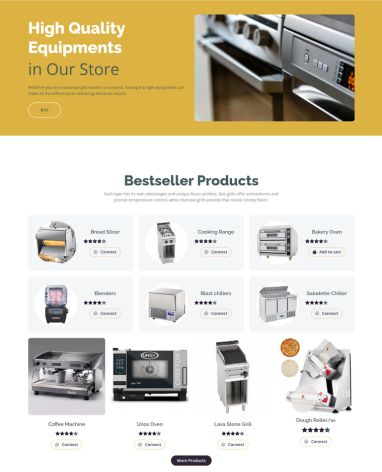 High Quality
Equipments
in Our Store
Whether you're a seasoned grill master or a novice, having the right equipment can
make all the difference in achieving delicious results.
BUY
Bestseller Products
Each type has its own advantages and unique flavor profiles. Gas grills offer convenience and
precise temperature control, while charcoal grills provide that classic smoky flavor.
Bread Slicer
Connect
Cooking Range
Connect
Bakery Oven
Add to cart
Blenders
Connect
Blast chillers
Connect
Saladette Chiller
Connect
UNOX
Coffee Machine
Connect
Unox Oven
Connect
Lava Stone Grill
Connect
Dough Roller
Connect
More Products